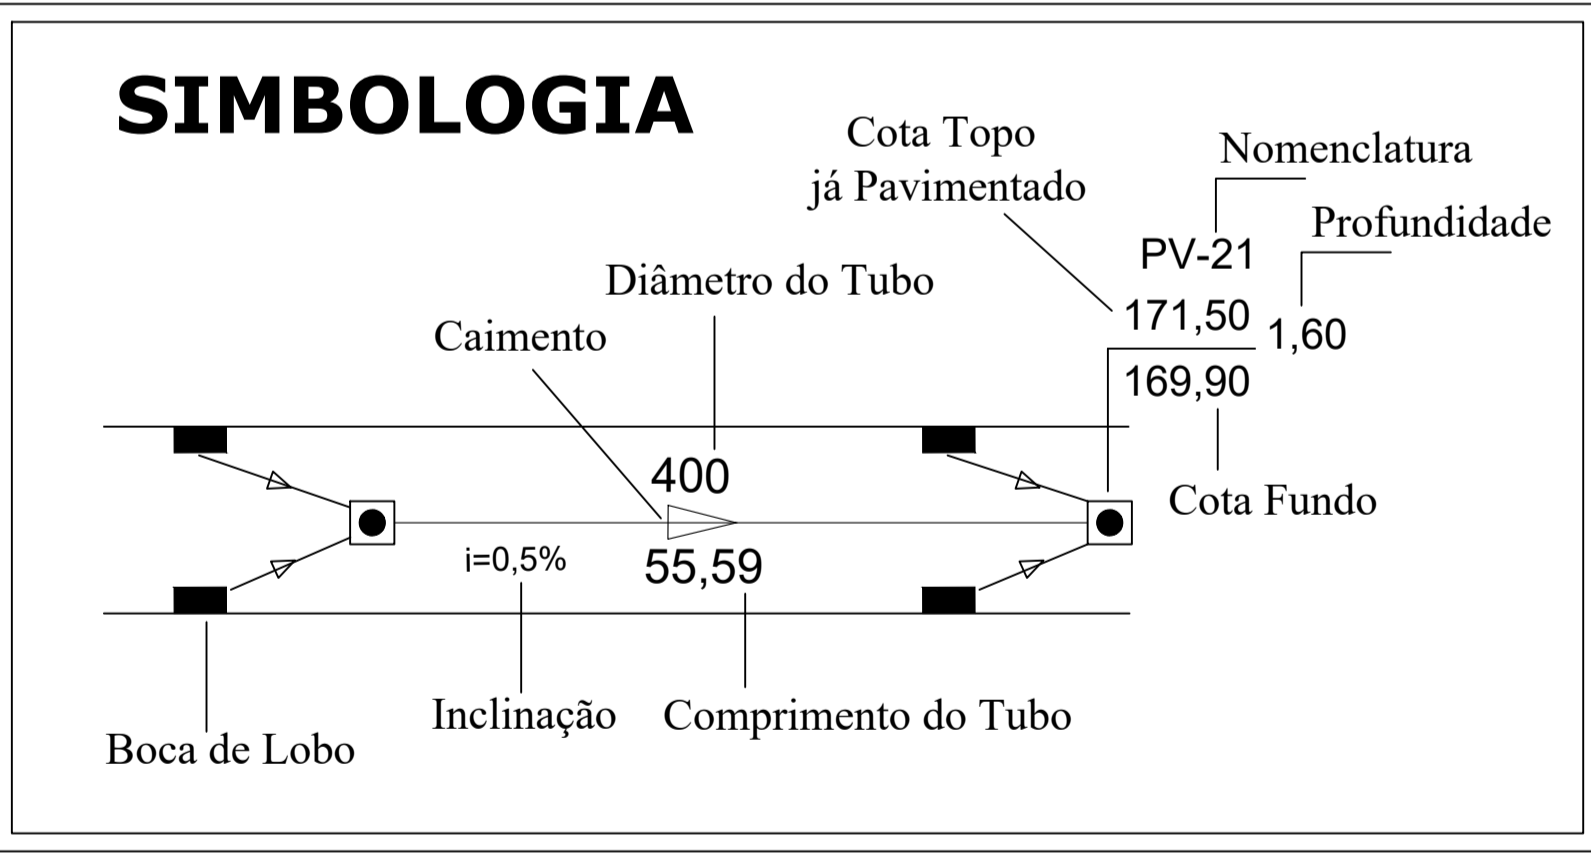 SIMBOLOGIA
Cota Topo
já Pavimentado
Nomenclatura
Profundidade
PV-21
171,50
1,60
169,90
Diâmetro do Tubo
Caimento
400
Cota Fundo
i=0,5%
55,59
Inclinação
Comprimento do Tubo
Boca de Lobo